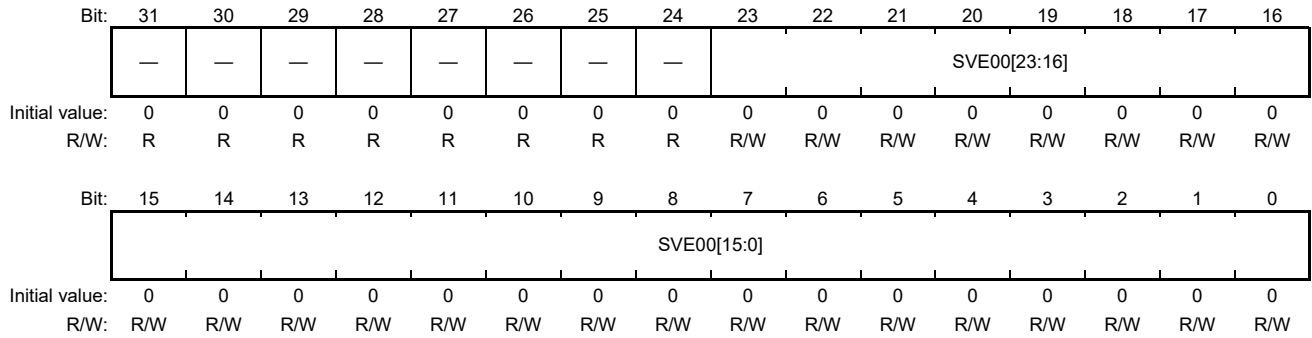 Bit: 31 30 29 28 27 26 25 24 23 22 21 20 19 18 17 16
— — — — — — — — SVE00[23:16]
Initial value: 0 0 0 0 0 0 0 0 0 0 0 0 0 0 0 0
R/W: R R R R R R R R R/W R/W R/W R/W R/W R/W R/W R/W
Bit: 15 14 13 12 11 10 9 8 7 6 5 4 3 2 1 0
SVE00[15:0]
Initial value: 0 0 0 0 0 0 0 0 0 0 0 0 0 0 0 0
R/W: R/W R/W R/W R/W R/W R/W R/W R/W R/W R/W R/W R/W R/W R/W R/W R/W